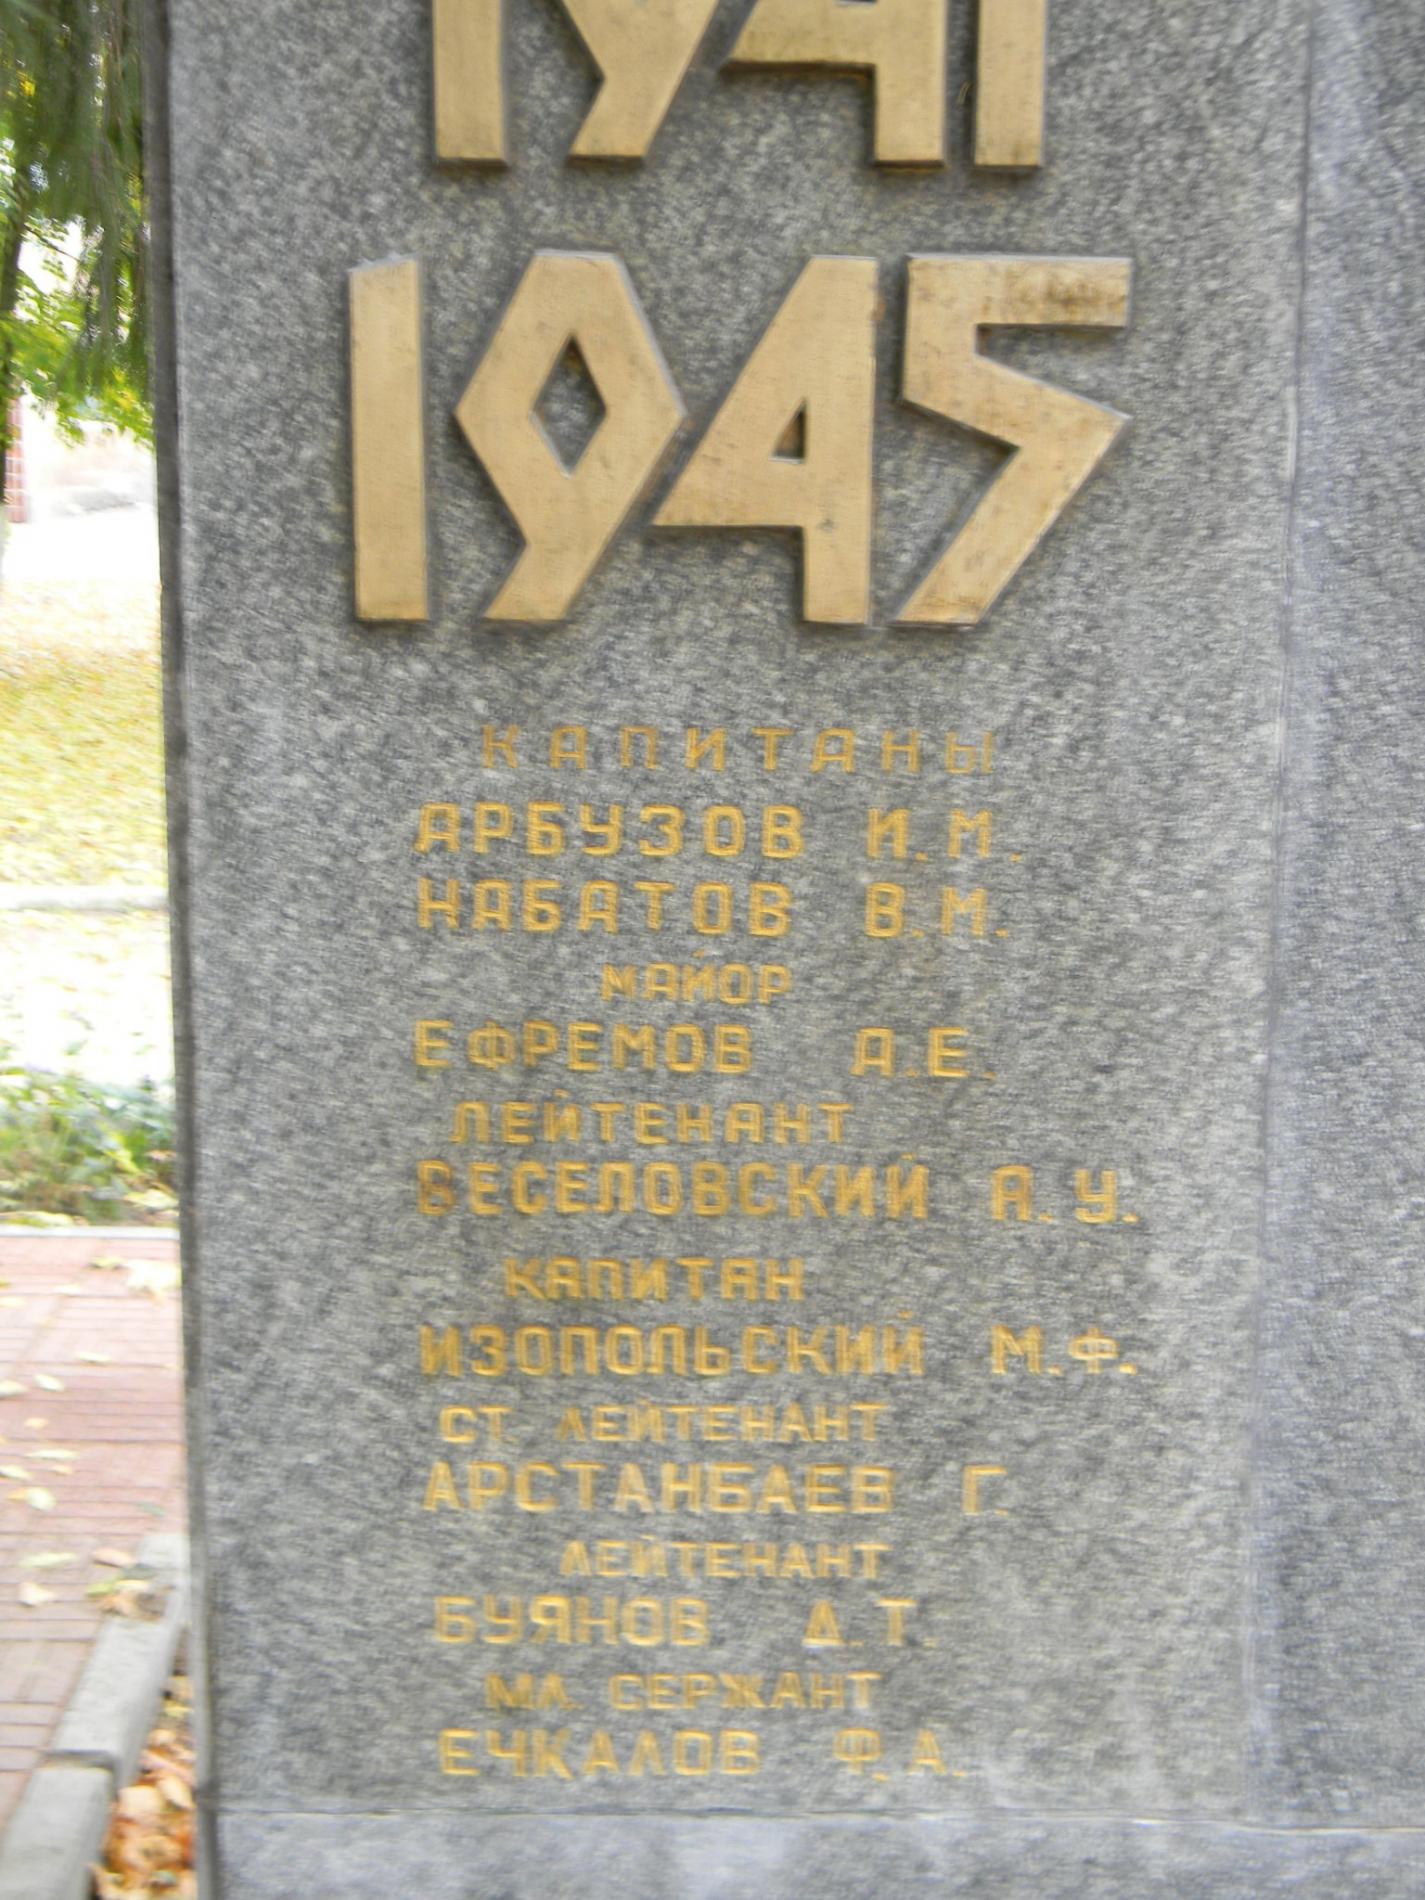 1941
1945
КАПИТАНЫ
АРБУЗОВ И.М.
НАБАТОВ В.М.
МАЙОР
ЕФРЕМОВ А.Е.
ЛЕЙТЕНАНТ
ВЕСЕЛОВСКИЙ А.У.
КАПИТАН
ИЗОПОЛЬСКИЙ М.Ф.
СТ. ЛЕЙТЕНАНТ
АРСТАНБАЕВ Г.
ЛЕЙТЕНАНТ
БУЯНОВ Д.Т.
МЛ. СЕРЖАНТ
ЕЧКАЛОВ Ф.А.